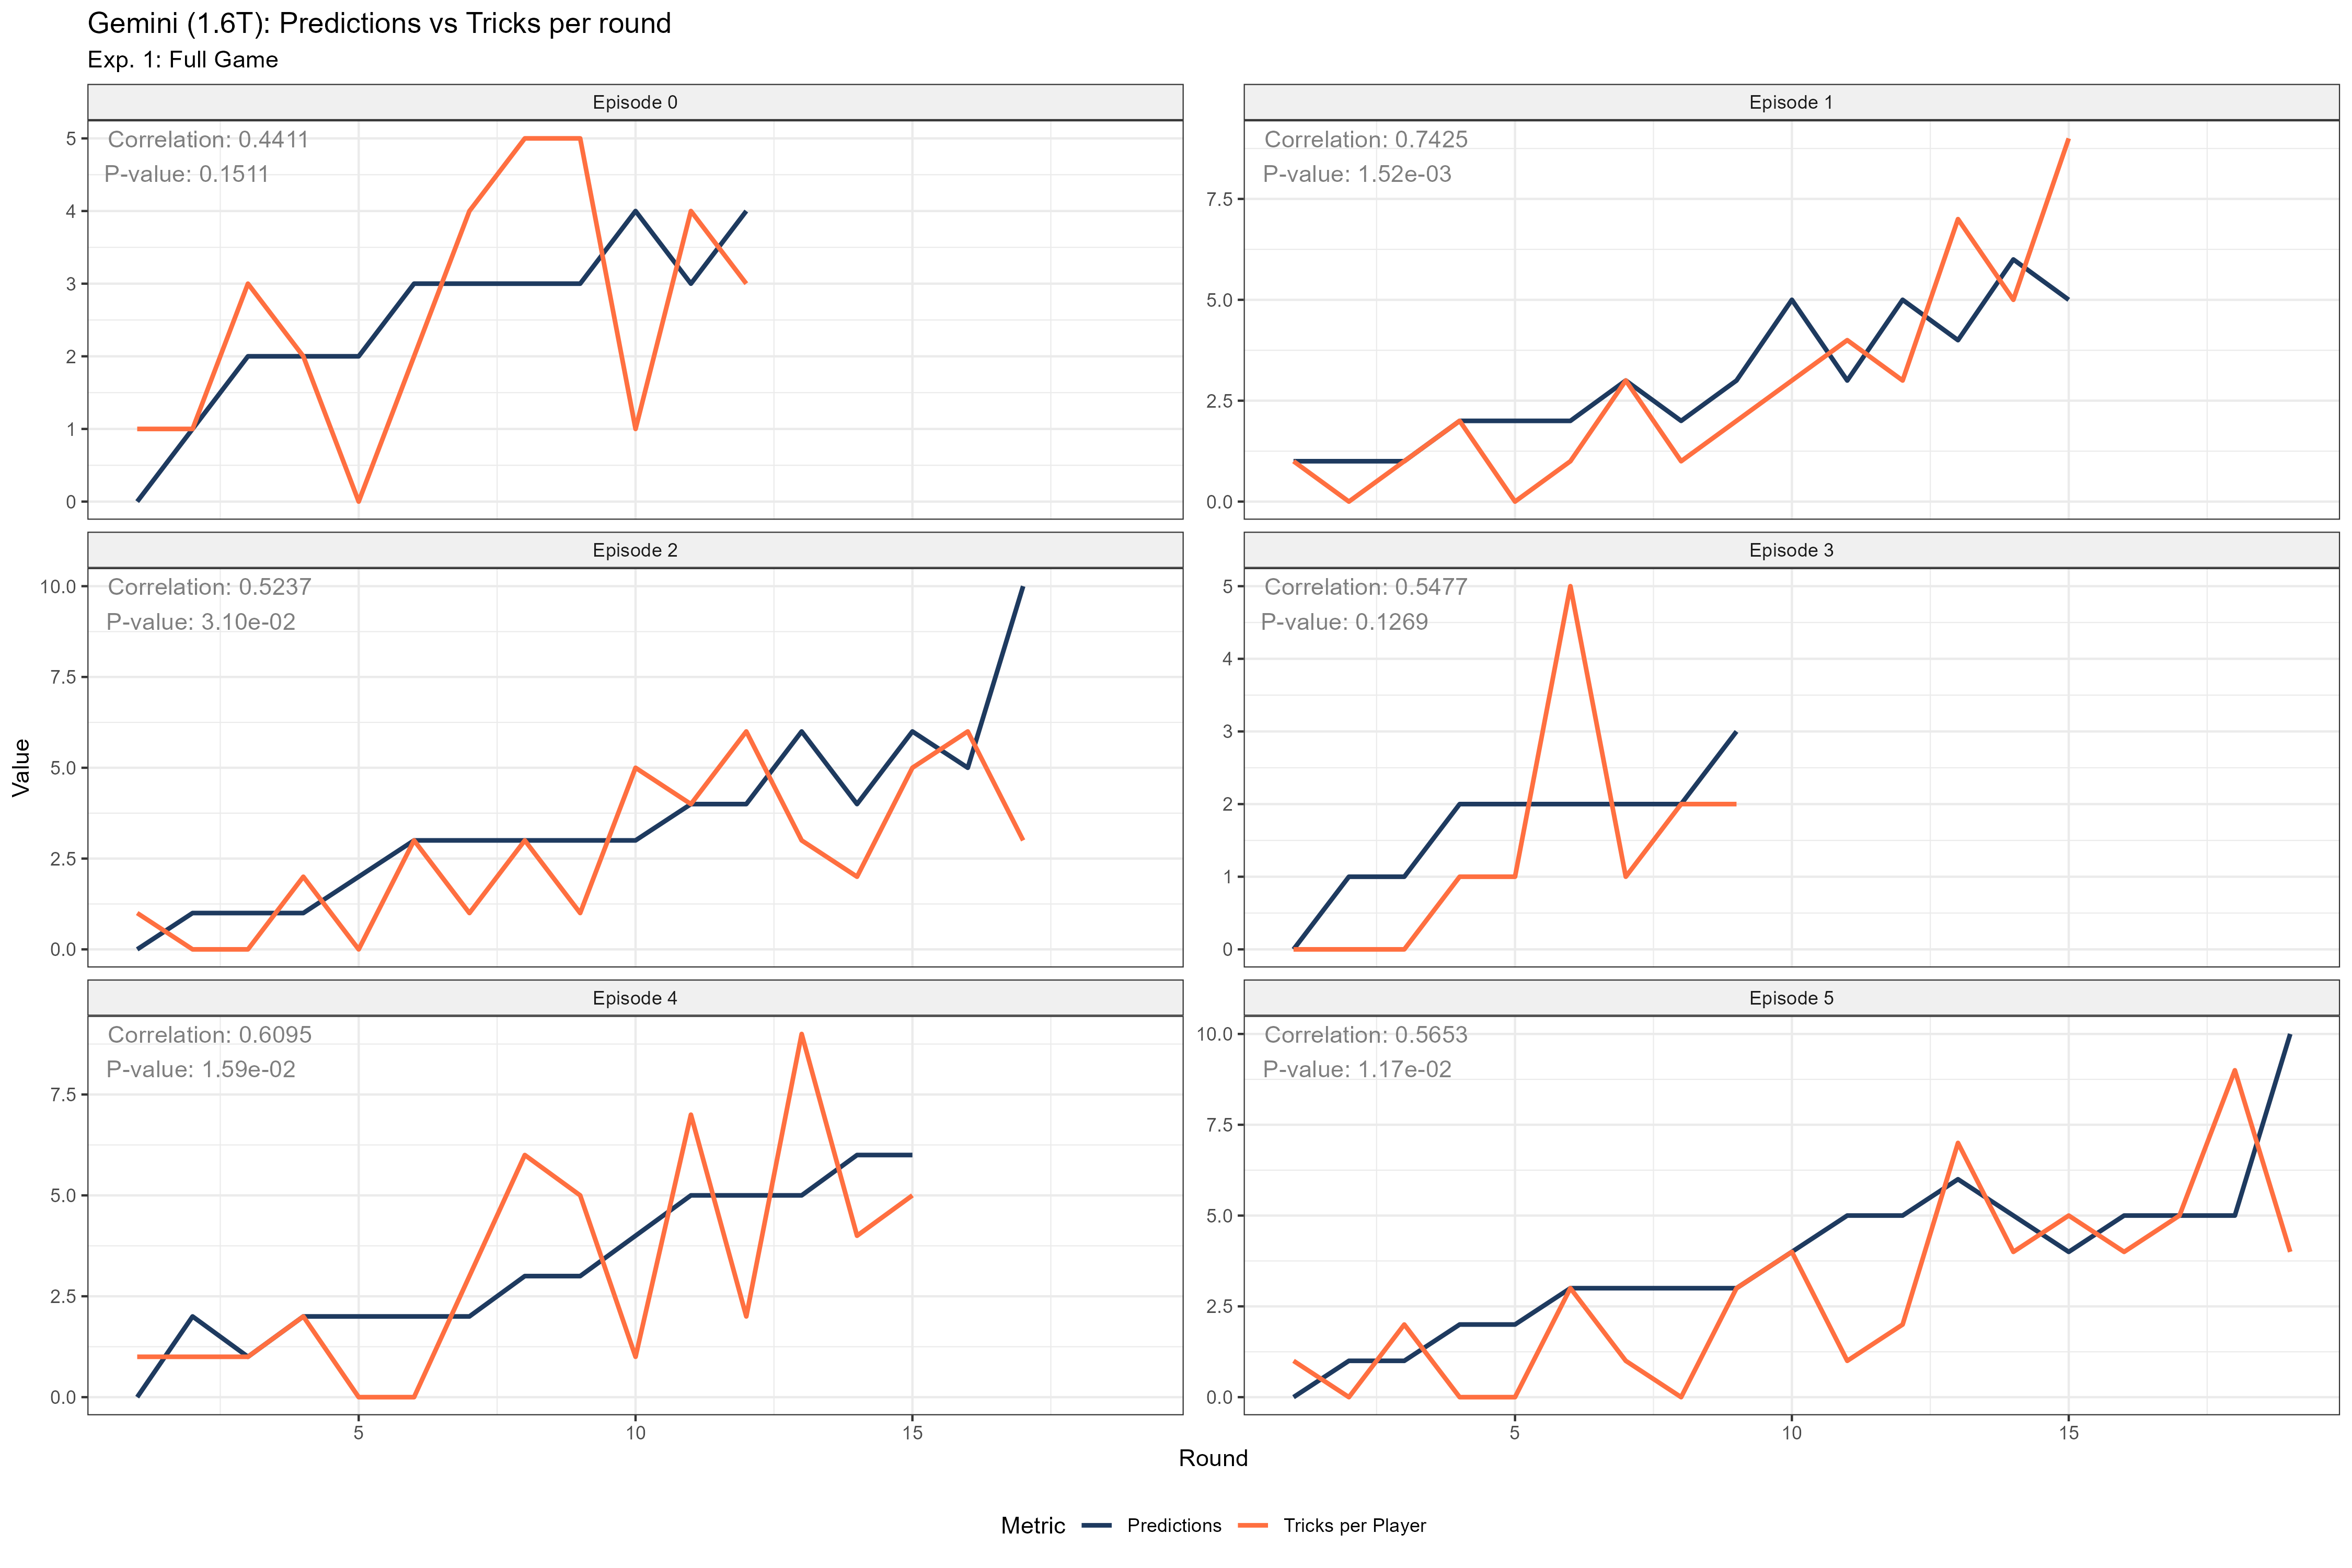 Gemini (1.6T): Predictions vs Tricks per round
Exp. 1: Full Game
Episode 0
Correlation: 0.4411
P-value: 0.1511
5
4
3
2
1
0
Episode 1
Correlation: 0.7425
P-value: 1.52e-03
7.5
5.0
2.5
0.0
Episode 2
Correlation: 0.5237
P-value: 3.10e-02
10.0
7.5
5.0
2.5
0.0
Episode 3
Correlation: 0.5477
P-value: 0.1269
5
4
3
2
1
0
Episode 4
Correlation: 0.6095
P-value: 1.59e-02
7.5
5.0
2.5
0.0
5 10 15
Episode 5
Correlation: 0.5653
P-value: 1.17e-02
10.0
7.5
5.0
2.5
0.0
5 10 15
Value
Round
Metric Predictions Tricks per Player